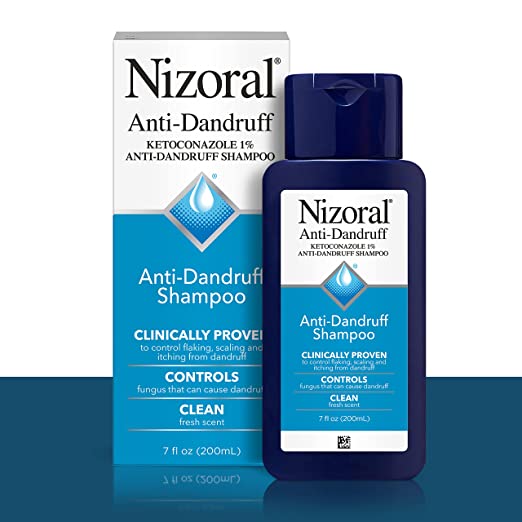 Nizoral®
Anti-Dandruff
KETOCONAZOLE 1%
ANTI-DANDRUFF SHAMPOO
®
Anti-Dandruff
Shampoo
CLINICALLY PROVEN
to control flaking, scaling and
itching from dandruff
CONTROLS
fungus that can cause dandruff
CLEAN
fresh scent
7 fl oz (200mL)
Nizoral®
Anti-Dandruff
KETOCONAZOLE 1%
ANTI-DANDRUFF SHAMPOO
®
Anti-Dandruff
Shampoo
CLINICALLY PROVEN
to control flaking, scaling and
itching from dandruff
CONTROLS
fungus that can cause dandruff
CLEAN
fresh scent
7 fl oz (200mL)